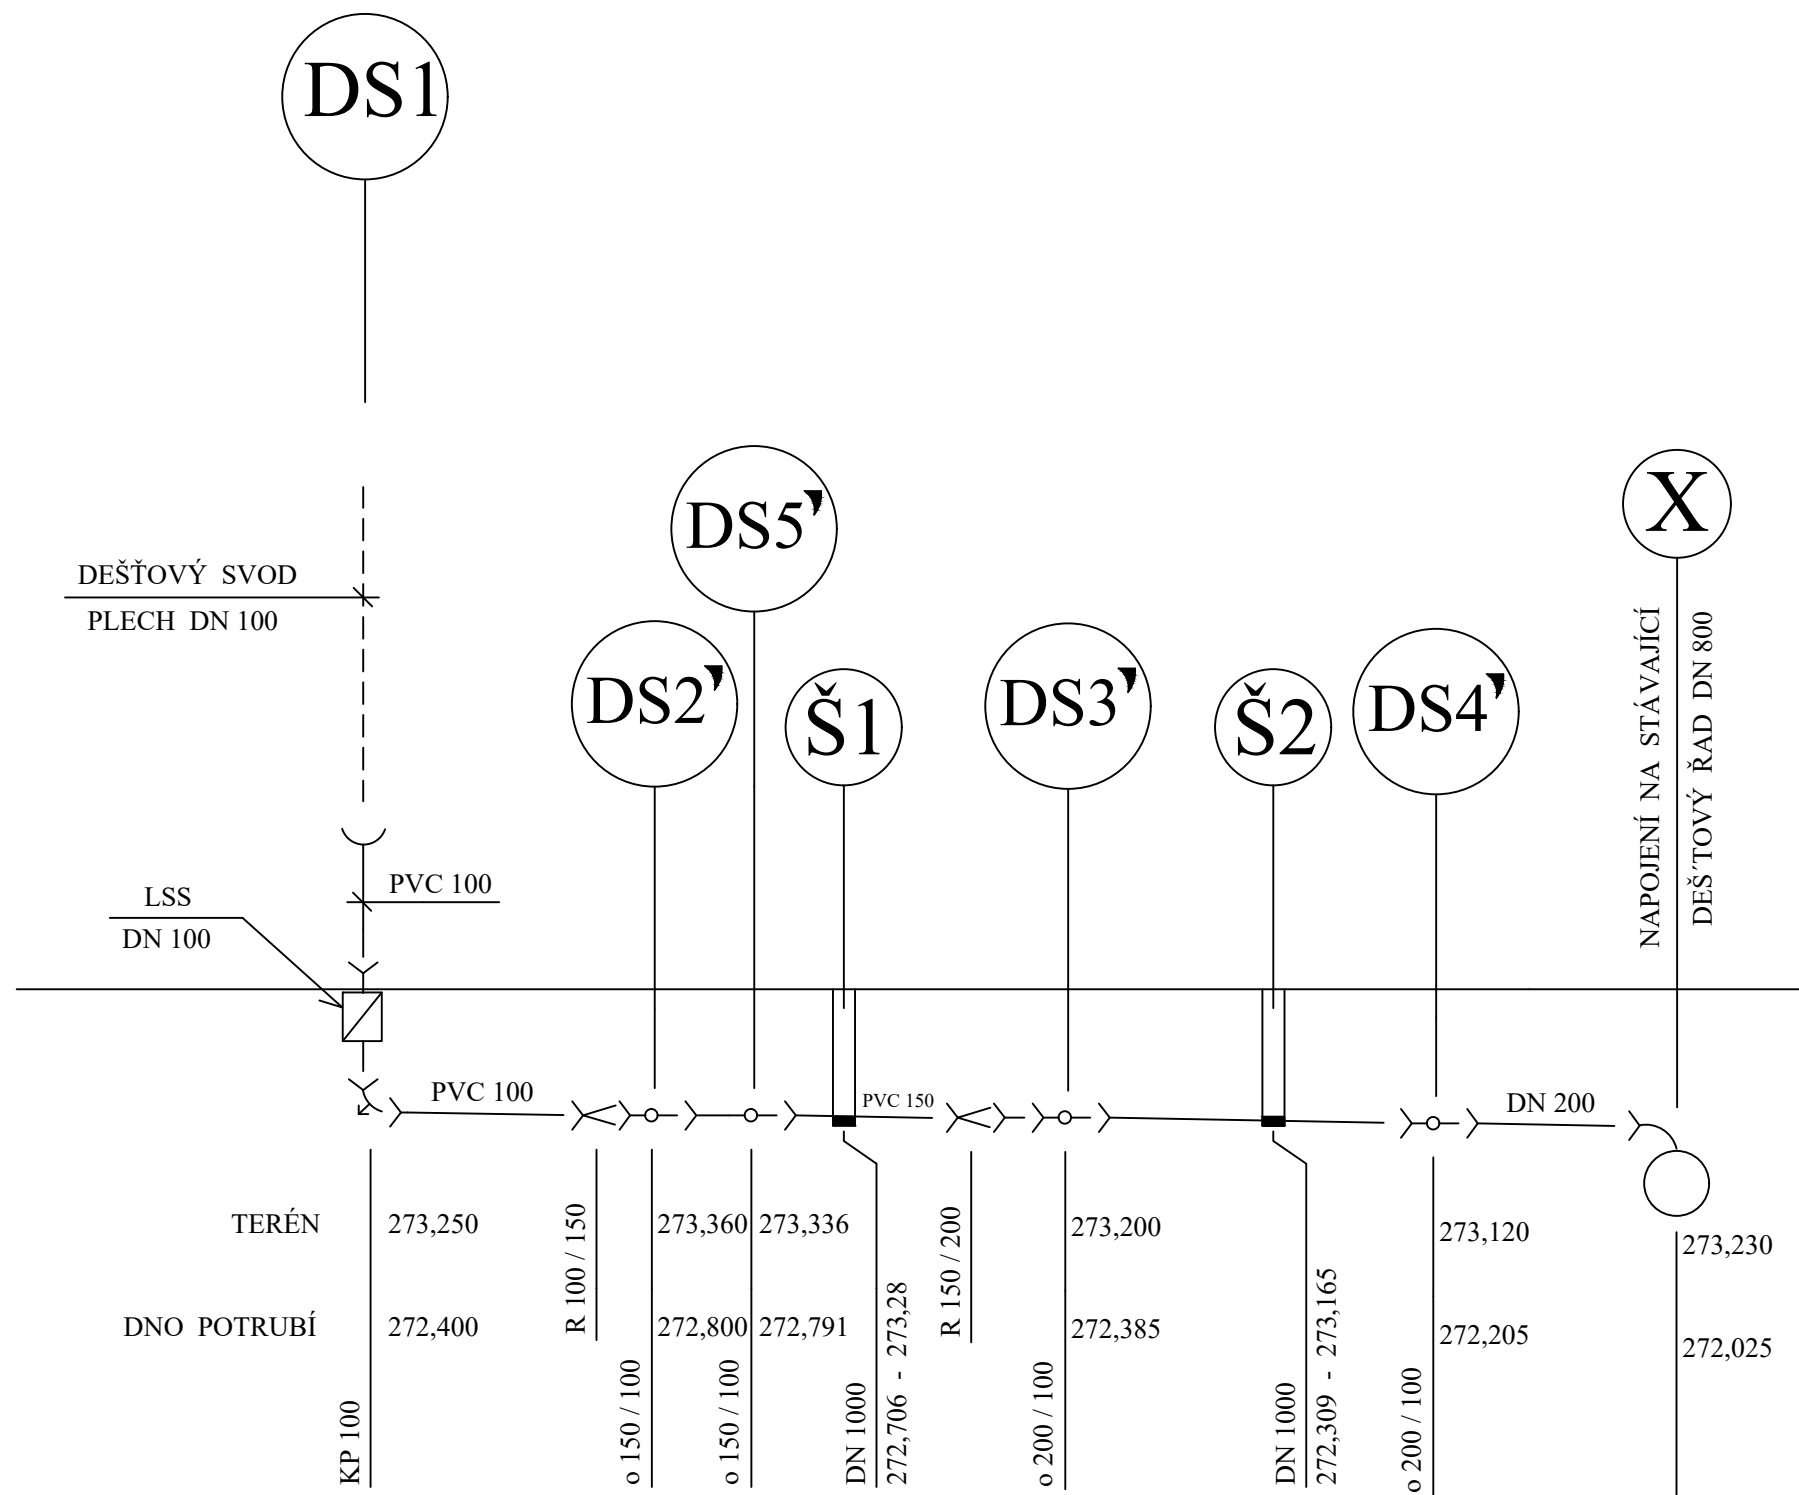 DS1
DS5
X
DEŠŤOVÝ SVOD
PLECH DN 100
DS2
Š1
DS3
Š2
DS4
NAPOJENÍ NA STÁVAJÍCÍ
DEŠŤOVÝ ŘAD DN 800
PVC 100
LSS
DN 100
PVC 100
PVC 150
DN 200
TERÉN
273,250
273,360
273,336
273,200
273,120
273,230
DNO POTRUBÍ
272,400
272,800
272,791
272,385
272,205
272,025
KP 100
R 100 / 150
o 150 / 100
o 150 / 100
DN 1000
272,706 - 273,28
R 150 / 200
o 200 / 100
DN 1000
272,309 - 273,165
o 200 / 100